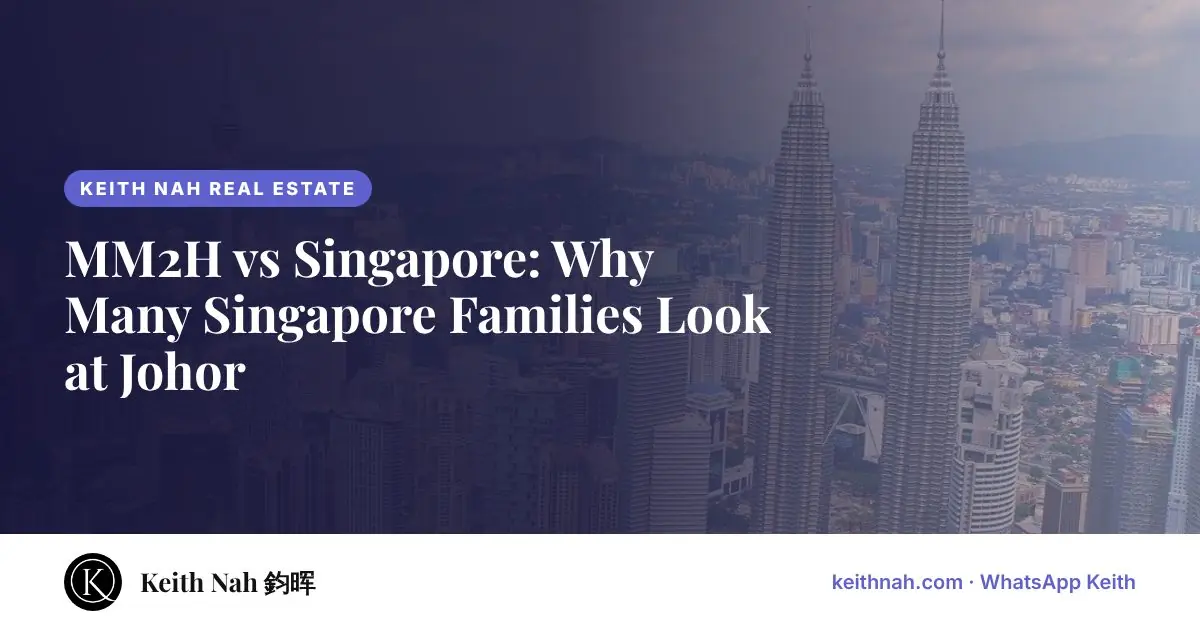 KEITH NAH REAL ESTATE
MM2H vs Singapore: Why
Many Singapore Families Look
at Johor
K
Keith Nah 鈞晖
keithnah.com · WhatsApp Keith